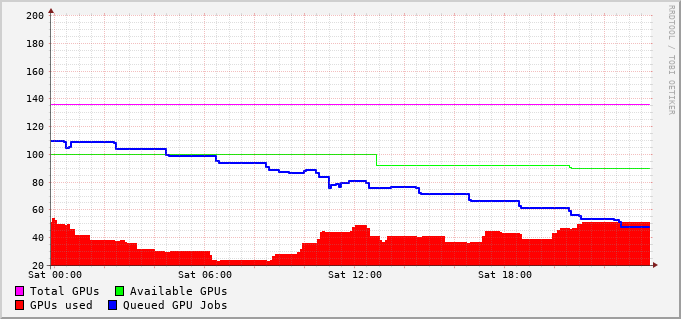 200
180
160
140
120
100
80
60
40
20
Sat 00:00 Sat 06:00 Sat 12:00 Sat 18:00
Total GPUs Available GPUs
GPUs used Queued GPU Jobs
RRDTOOL / TOBI OETIKER